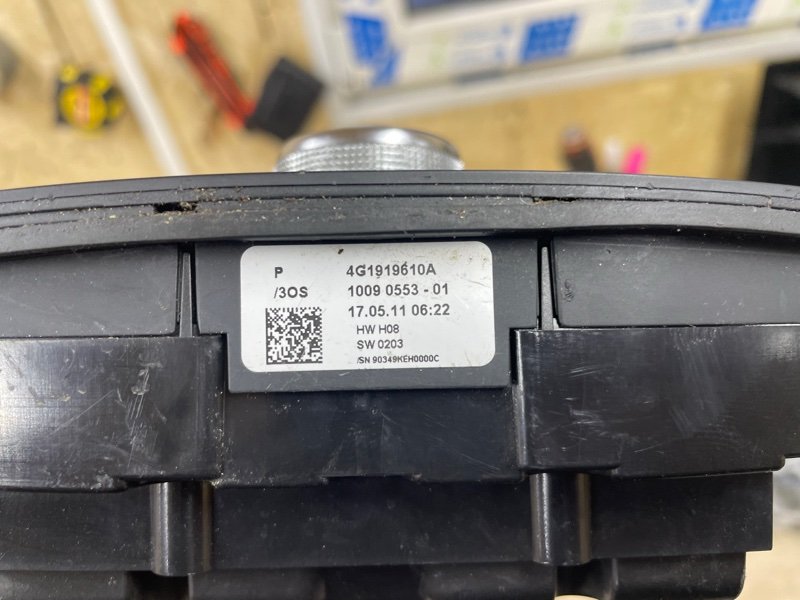 P 4G1919610A
/3OS 1009 0553 - 01
17.05.11 06:22
HW H08
SW 0203
/SN 90349KEH0000C